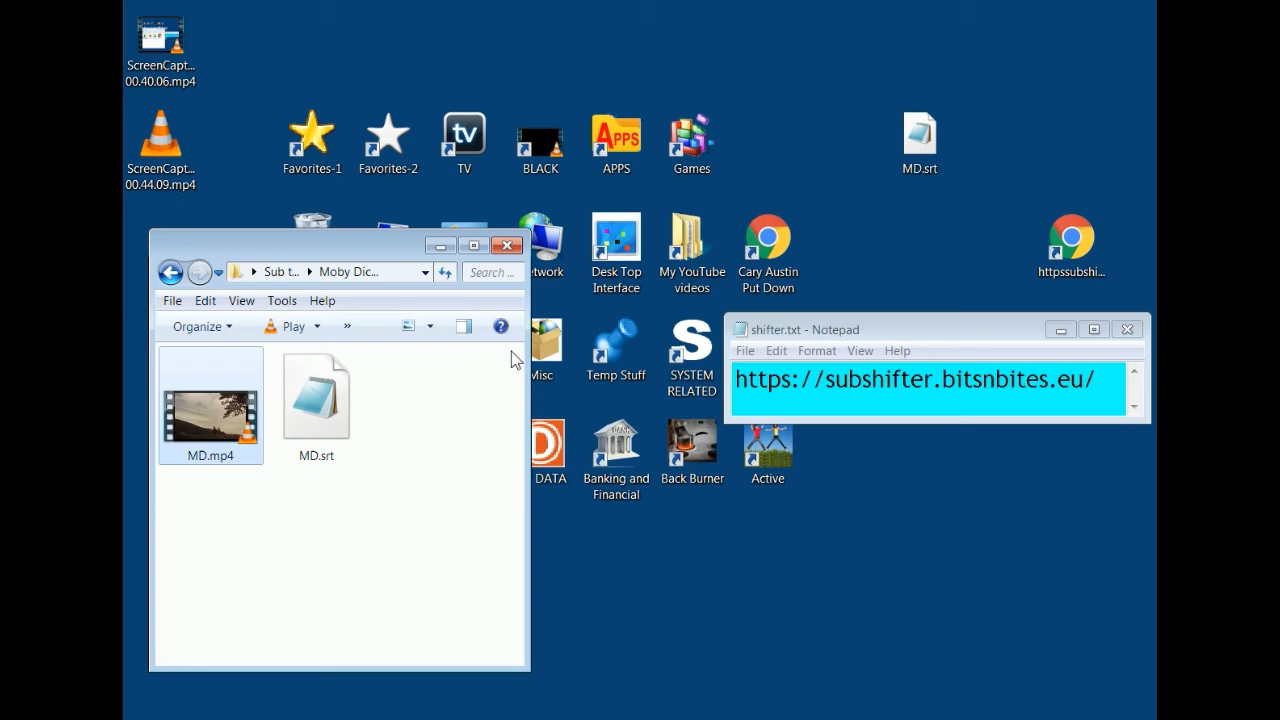 ScreenCapt...
00.40.06.mp4
ScreenCapt...
00.44.09.mp4
Favorites-1
Favorites-2
tv
TV
BLACK
APPS
APPS
Games
MD.srt
etwork
Desk Top
Interface
My YouTube
videos
Cary Austin
Put Down
httpssubshi...
Sub t...
Moby Dic...
Search ...
File Edit View Tools Help
Organize Play » ?
MD.mp4
MD.srt
Misc
Temp Stuff
S
SYSTEM
RELATED
shifter.txt - Notepad
File Edit Format View Help
https://subshifter.bitsnbites.eu/
D
DATA
BANK
Banking and
Financial
Back Burner
Active